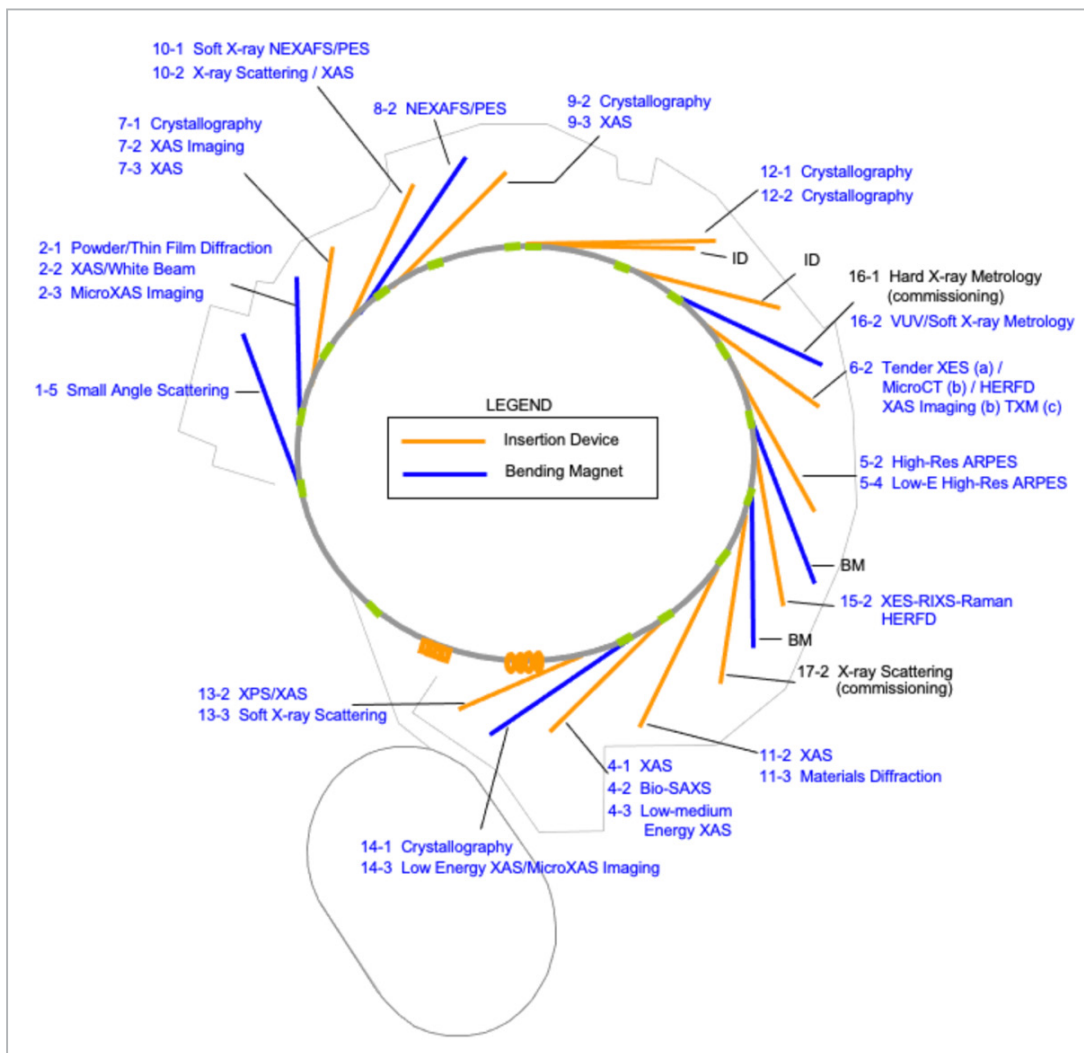 10-1 Soft X-ray NEXAFS/PES
10-2 X-ray Scattering / XAS
8-2 NEXAFS/PES
9-2 Crystallography
9-3 XAS
7-1 Crystallography
7-2 XAS Imaging
7-3 XAS
12-1 Crystallography
12-2 Crystallography
2-1 Powder/Thin Film Diffraction
2-2 XAS/White Beam
2-3 MicroXAS Imaging
ID
ID
16-1 Hard X-ray Metrology
(commissioning)
16-2 VUV/Soft X-ray Metrology
1-5 Small Angle Scattering
6-2 Tender XES (a) /
MicroCT (b) / HERFD
XAS Imaging (b) TXM (c)
LEGEND
Insertion Device
Bending Magnet
5-2 High-Res ARPES
5-4 Low-E High-Res ARPES
BM
15-2 XES-RIXS-Raman
HERFD
BM
17-2 X-ray Scattering
(commissioning)
13-2 XPS/XAS
13-3 Soft X-ray Scattering
11-2 XAS
11-3 Materials Diffraction
4-1 XAS
4-2 Bio-SAXS
4-3 Low-medium
Energy XAS
14-1 Crystallography
14-3 Low Energy XAS/MicroXAS Imaging